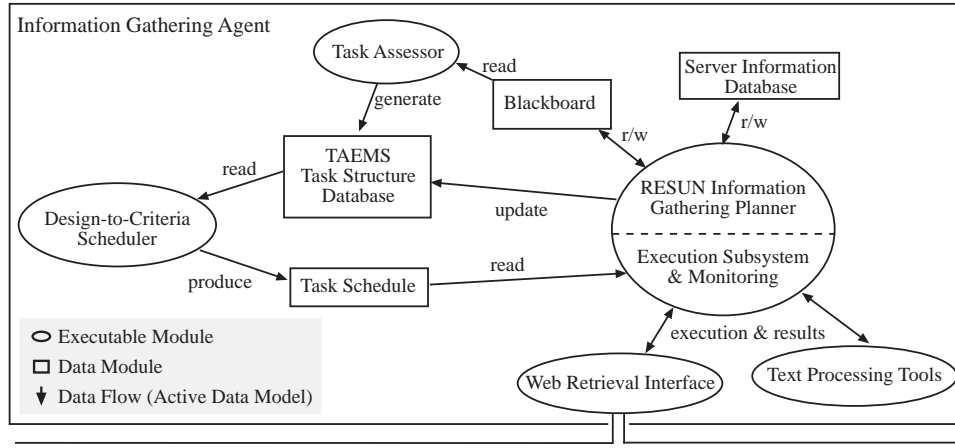 Information Gathering Agent
Task Assessor
read
Server Information
Database
generate
Blackboard
r/w
r/w
TAEMS
Task Structure
Database
read
RESUN Information
Gathering Planner
update
Design-to-Criteria
Scheduler
Execution Subsystem
& Monitoring
produce
Task Schedule
read
execution & results
Executable Module
Data Module
Data Flow (Active Data Model)
Web Retrieval Interface
Text Processing Tools